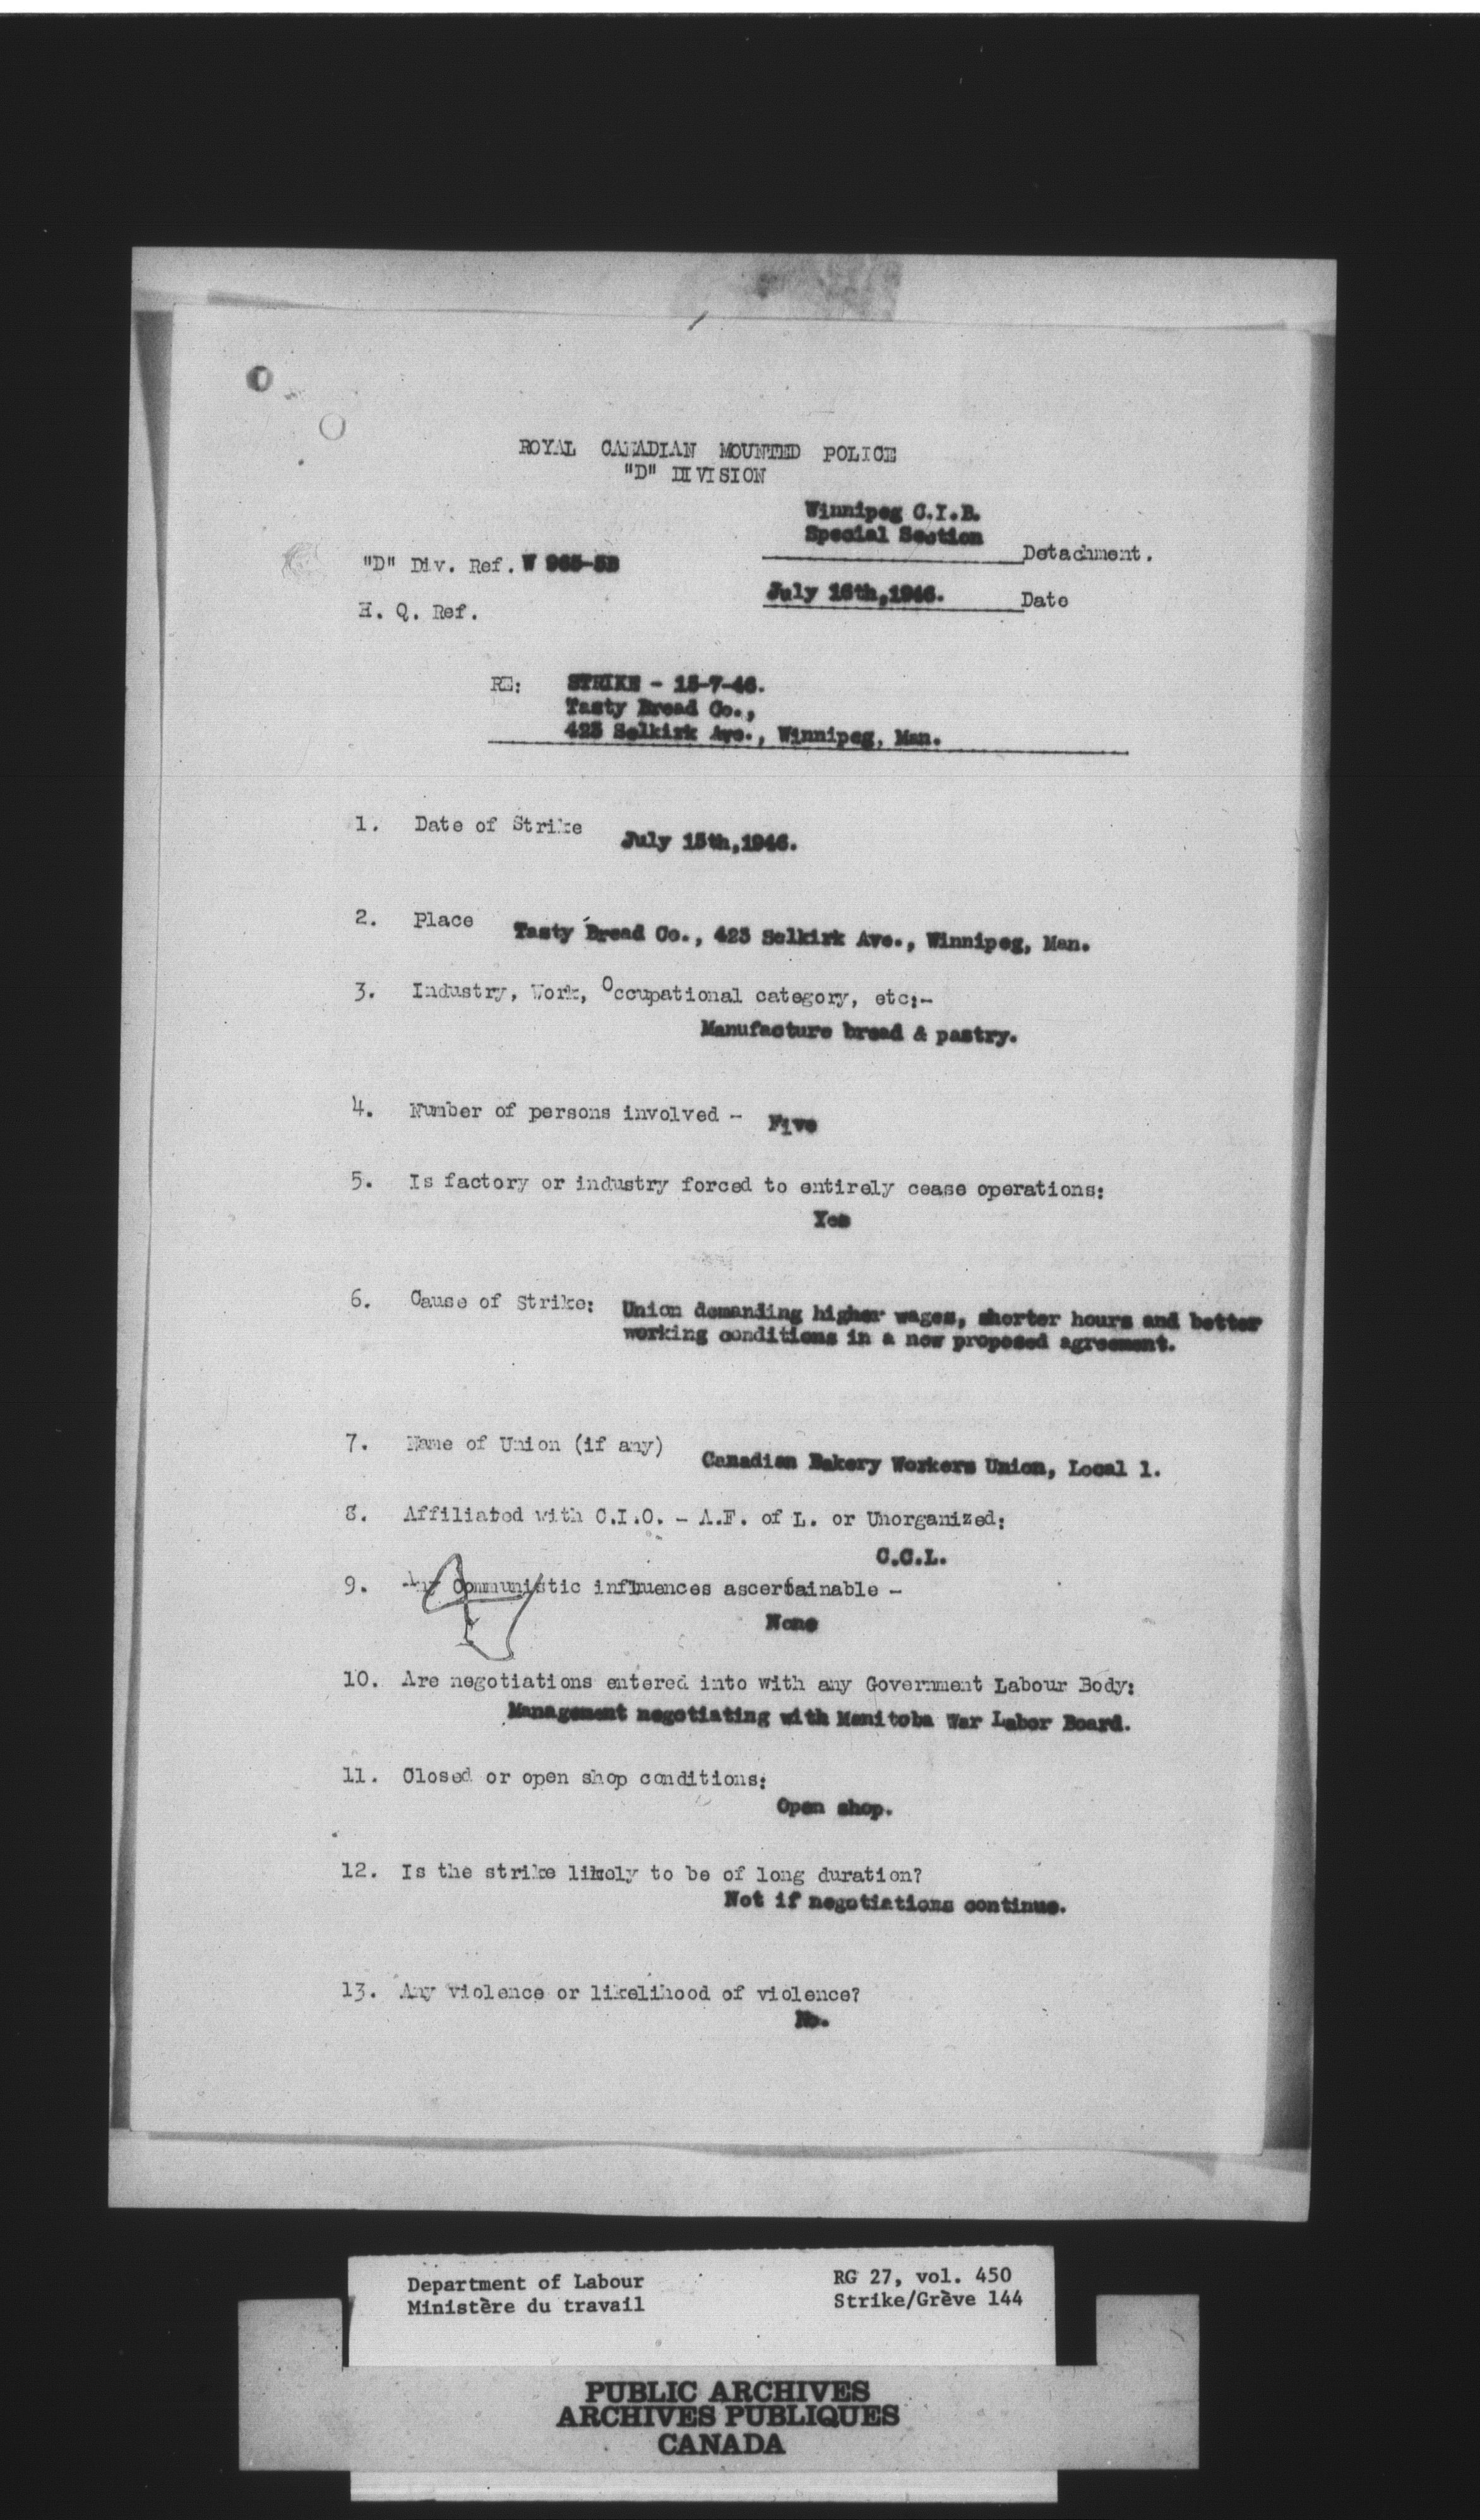 ROYAL CANADIAN MOUNTED POLICE
"D" DIVISION
Winnipeg C.I.B.
Special Section
Detachment.
"D" Div. Ref. W 965-5B
July 16th,1946. Date
H. Q. Ref.
RE: STRIKE - 15-7-46.
Tasty Bread Co.,
423 Selkirk Ave., Winnipeg, Man.
1. Date of Strike July 15th,1946.
2. Place Tasty Bread Co., 423 Selkirk Ave., Winnipeg, Man.
3. Industry, Work, Occupational category, etc:-
Manufacture bread & pastry.
4. Number of persons involved - Five
5. Is factory or industry forced to entirely cease operations:
Yes
6. Cause of Strike: Union demanding higher wages, shorter hours and better
working conditions in a new proposed agreement.
7. Name of Union (if any) Canadian Bakery Workers Union, Local 1.
8. Affiliated with C.I.O. - A.F. of L. or Unorganized:
C.C.L.
9. Any Communistic influences ascertainable -
None
10. Are negotiations entered into with any Government Labour Body:
Management negotiating with Manitoba War Labor Board.
11. Closed or open shop conditions:
Open shop.
12. Is the strike likely to be of long duration?
Not if negotiations continue.
13. Any violence or likelihood of violence?
No.
Department of Labour RG 27, vol. 450
Ministère du travail Strike/Grève 144
PUBLIC ARCHIVES
ARCHIVES PUBLIQUES
CANADA